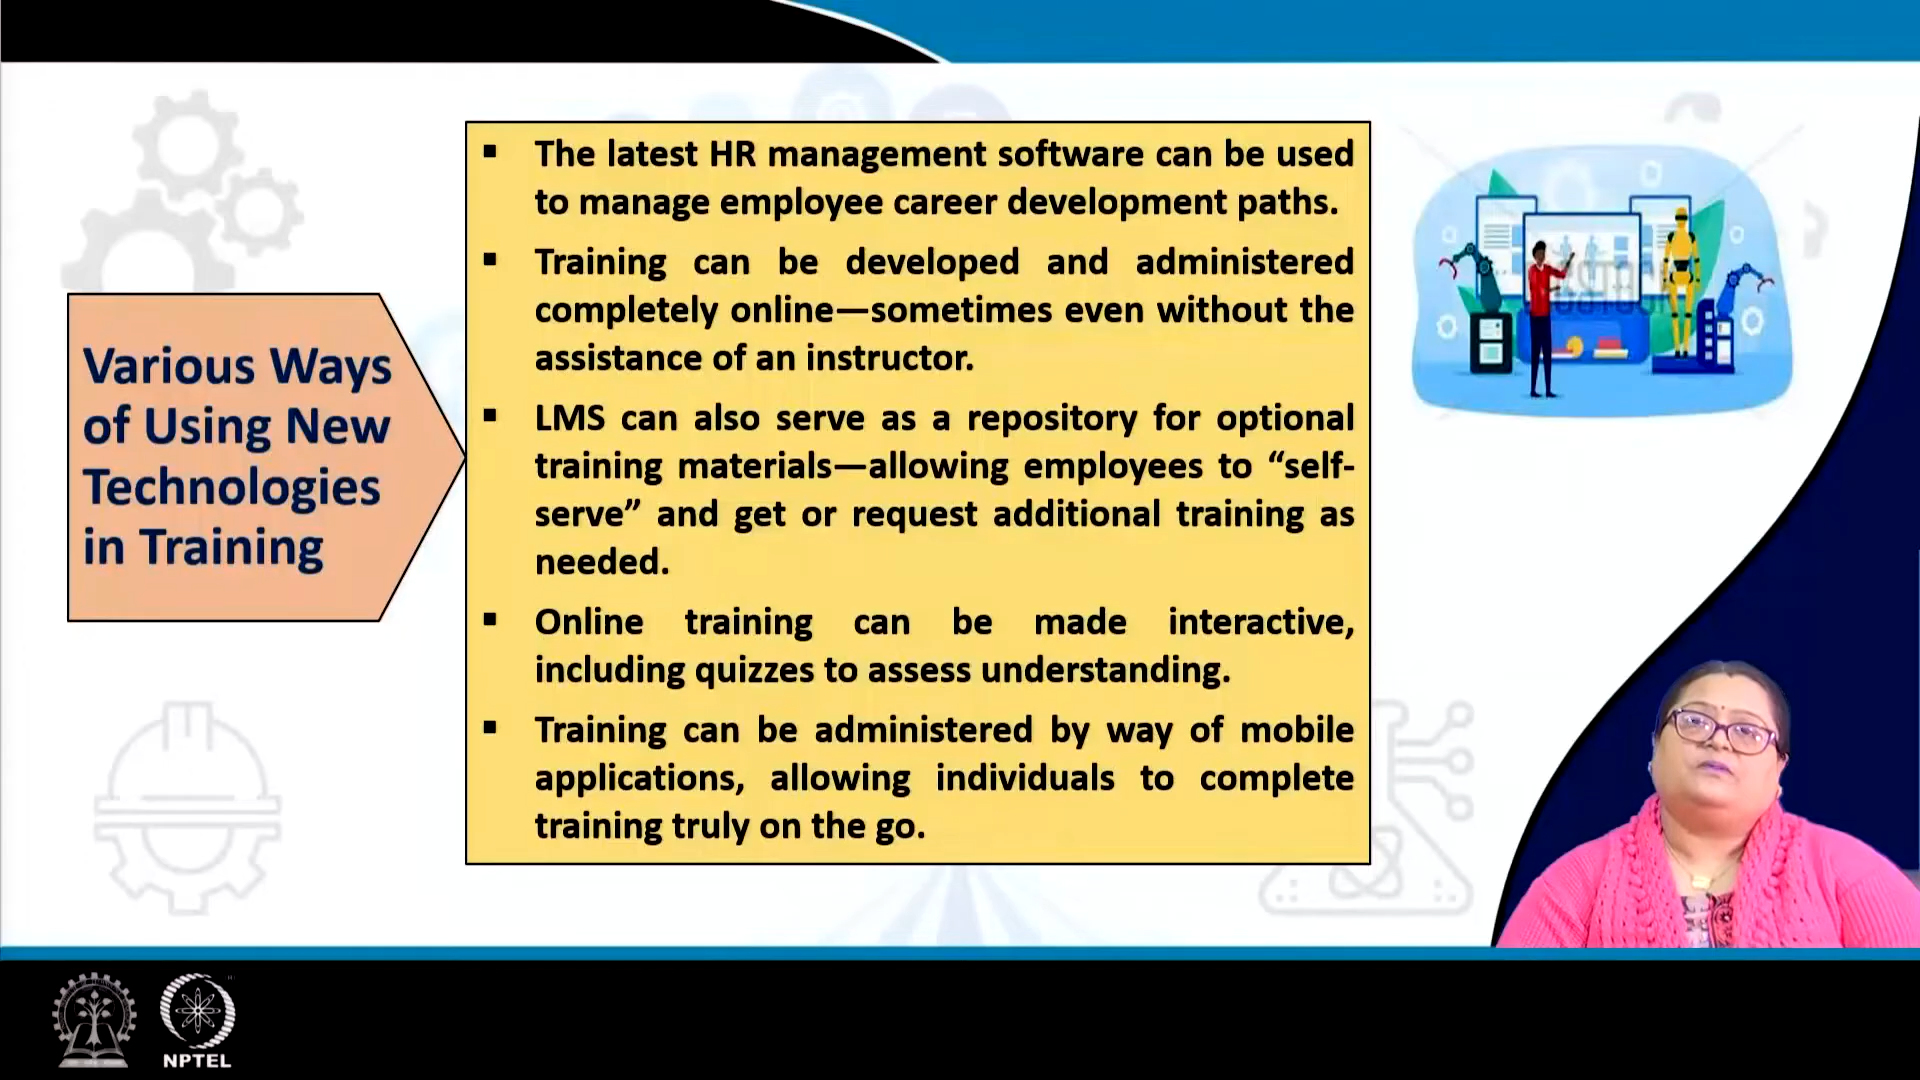 Various Ways
of Using New
Technologies
in Training
▪ The latest HR management software can be used
to manage employee career development paths.
▪ Training can be developed and administered
completely online—sometimes even without the
assistance of an instructor.
▪ LMS can also serve as a repository for optional
training materials—allowing employees to “self-
serve” and get or request additional training as
needed.
▪ Online training can be made interactive,
including quizzes to assess understanding.
▪ Training can be administered by way of mobile
applications, allowing individuals to complete
training truly on the go.
NPTEL